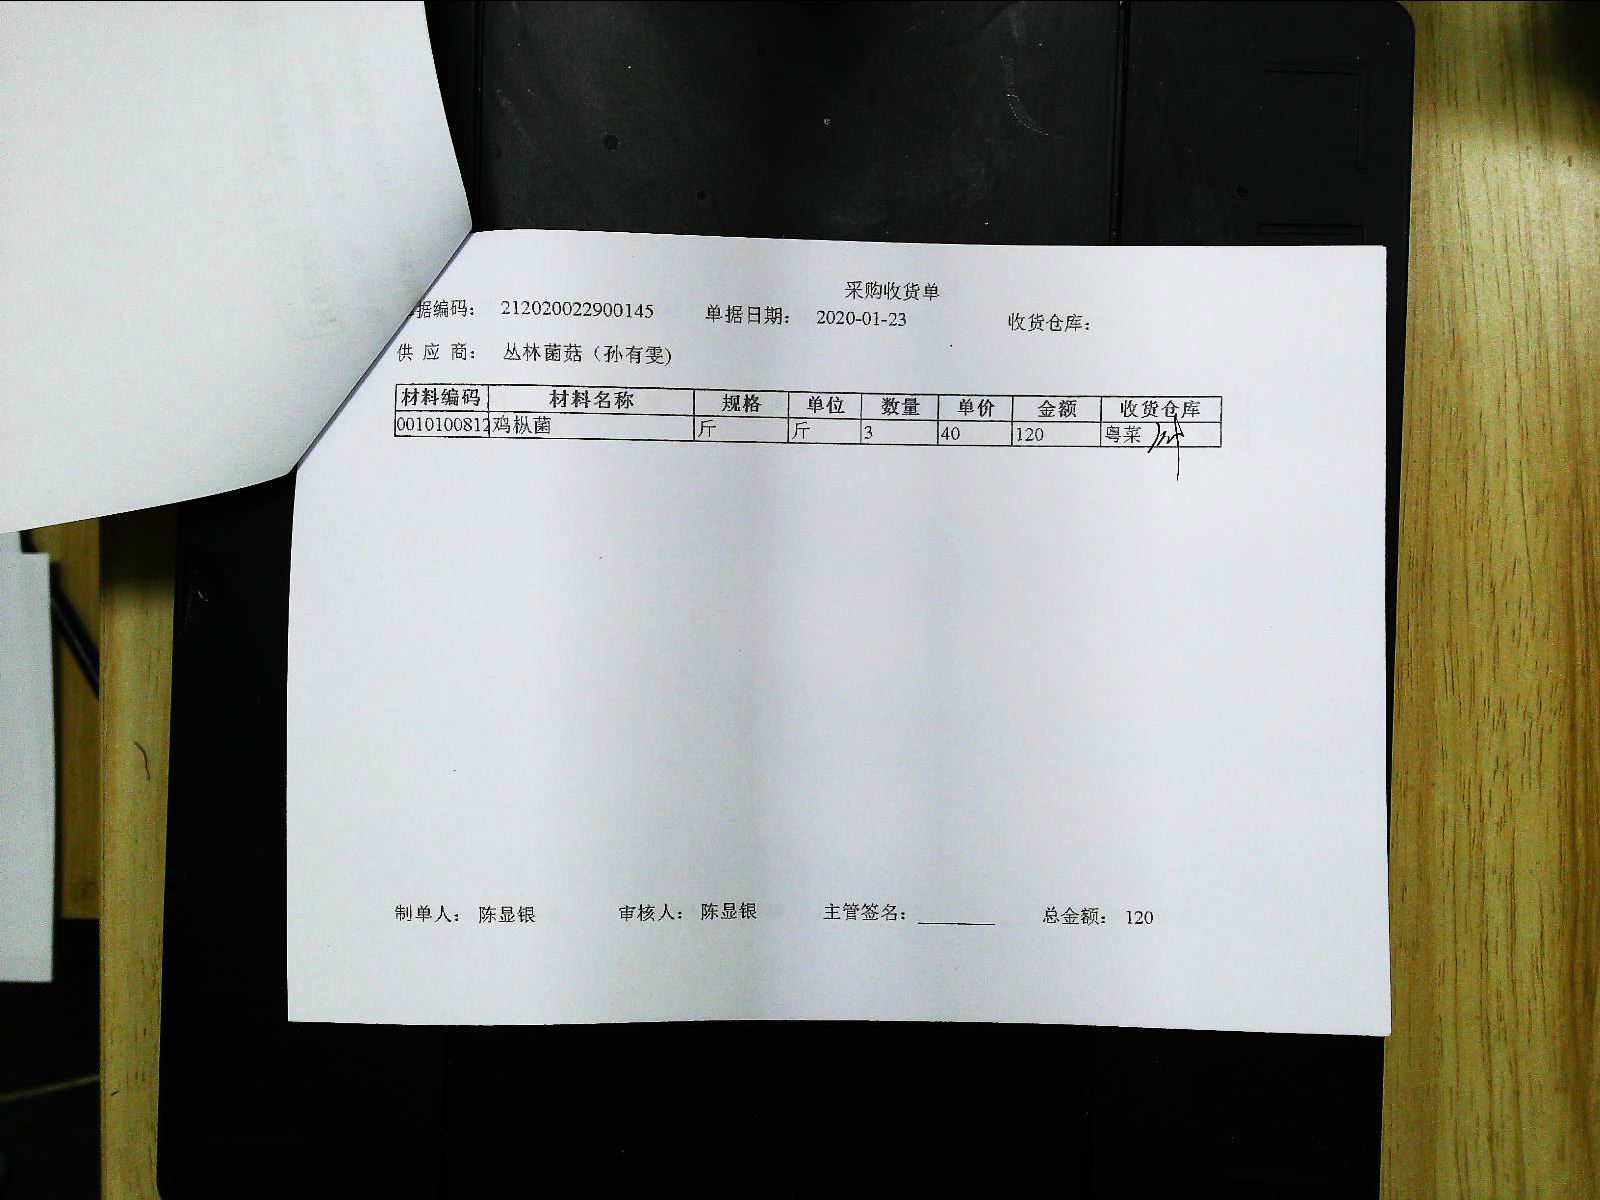 采购收货单
据编码： 212020022900145 单据日期： 2020-01-23 收货仓库：
供 应 商： 丛林菌菇（孙有雯)
材料编码 材料名称 规格 单位 数量 单价 金额 收货仓库
0010100812 鸡枞菌 斤 斤 3 40 120 粤菜
制单人： 陈显银 审核人： 陈显银 主管签名： 总金额： 120